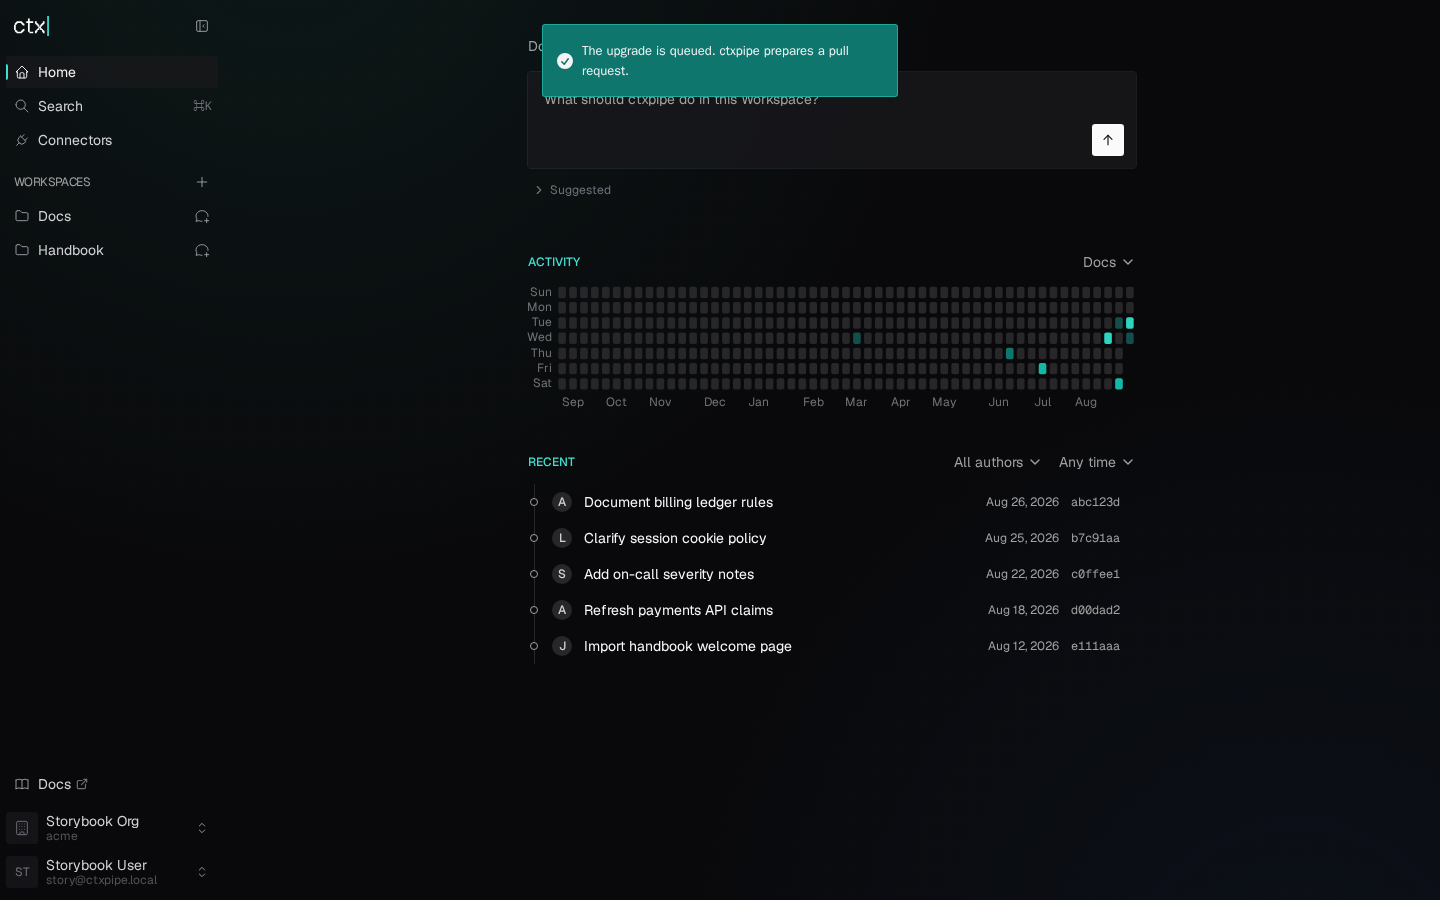 ctx
Home
Search ⌘K
Connectors
WORKSPACES
Docs
Handbook
Docs
Storybook Org
acme
ST
Storybook User
story@ctxpipe.local
The upgrade is queued. ctxpipe prepares a pull
request.
What should ctxpipe do in this Workspace?
Suggested
ACTIVITY Docs
Sun
Mon
Tue
Wed
Thu
Fri
Sat
Sep Oct Nov Dec Jan Feb Mar Apr May Jun Jul Aug
RECENT All authors Any time
A Document billing ledger rules Aug 26, 2026 abc123d
L Clarify session cookie policy Aug 25, 2026 b7c91aa
S Add on-call severity notes Aug 22, 2026 c0ffee1
A Refresh payments API claims Aug 18, 2026 d00dad2
J Import handbook welcome page Aug 12, 2026 e111aaa